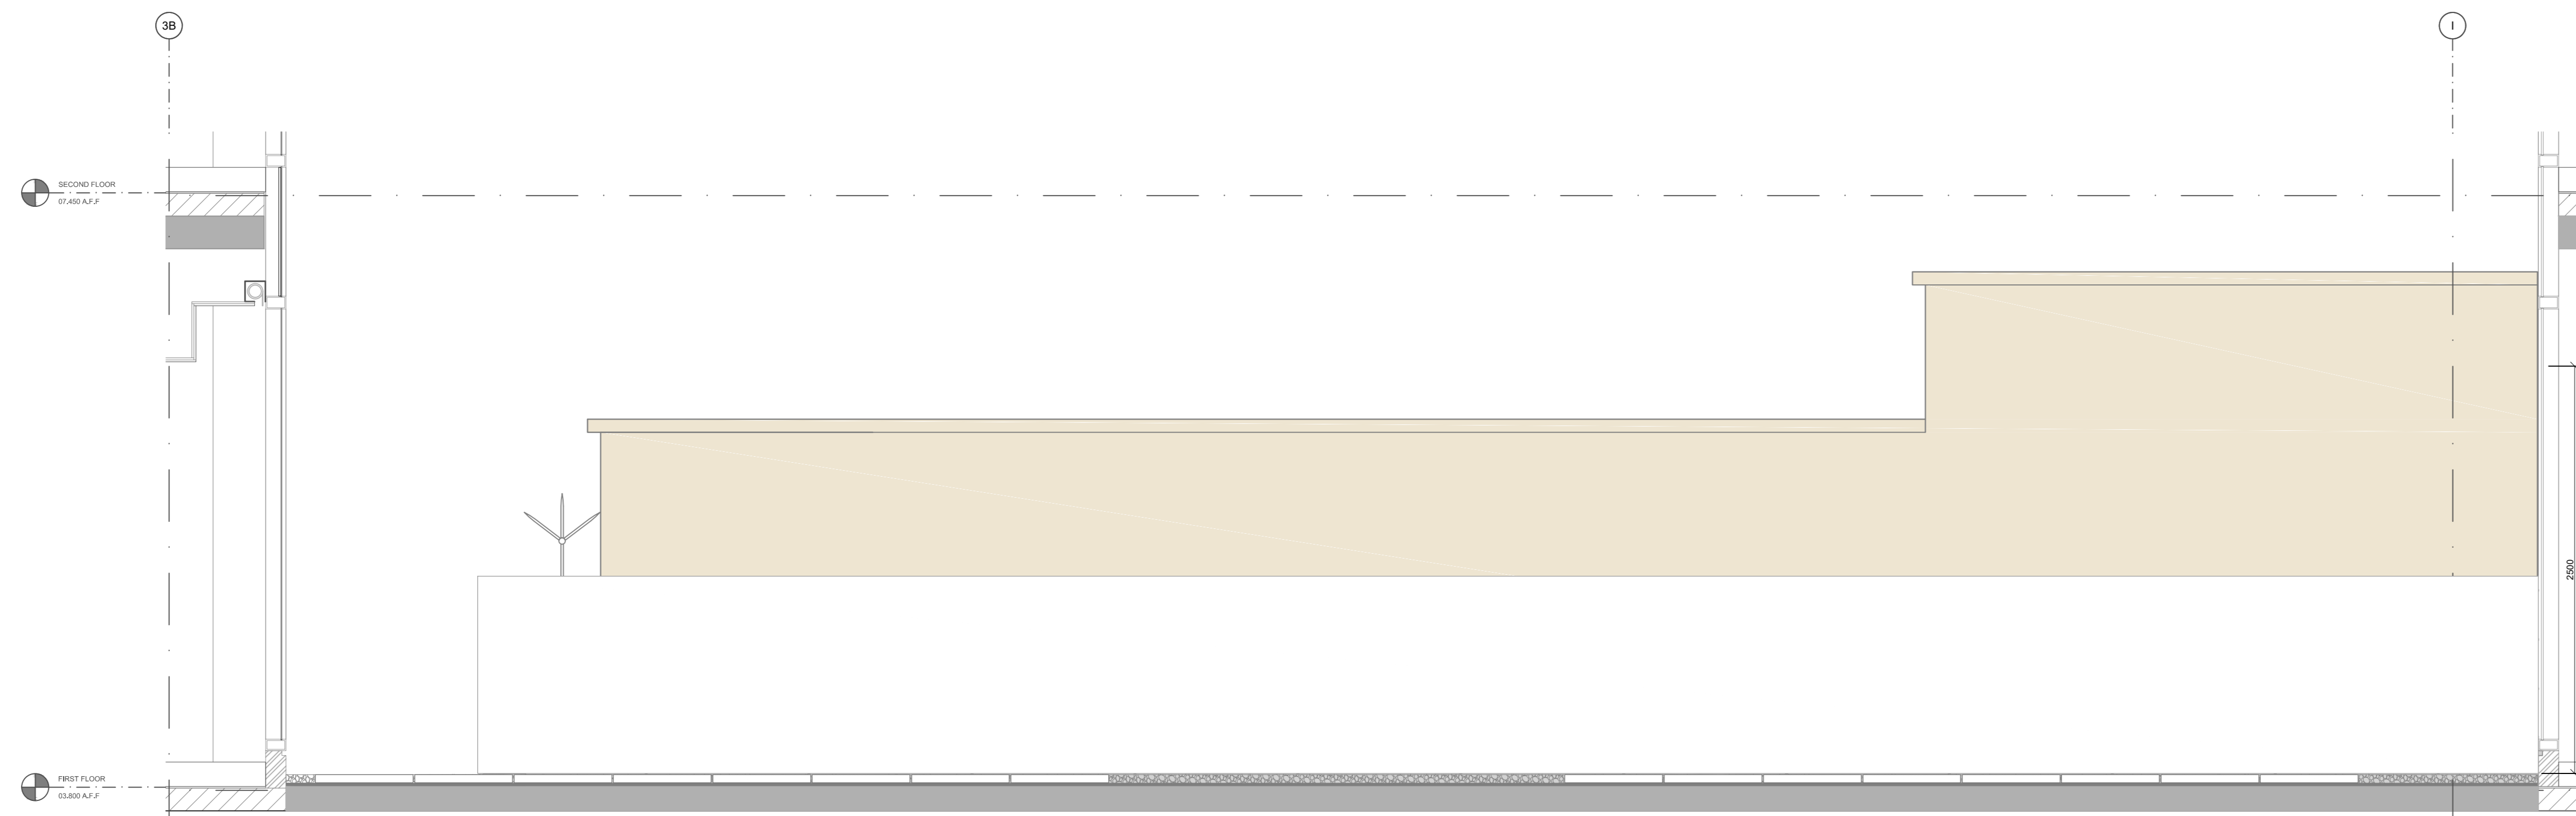 3B
I
SECOND FLOOR
07.450 A.F.F
2500
FIRST FLOOR
03.800 A.F.F